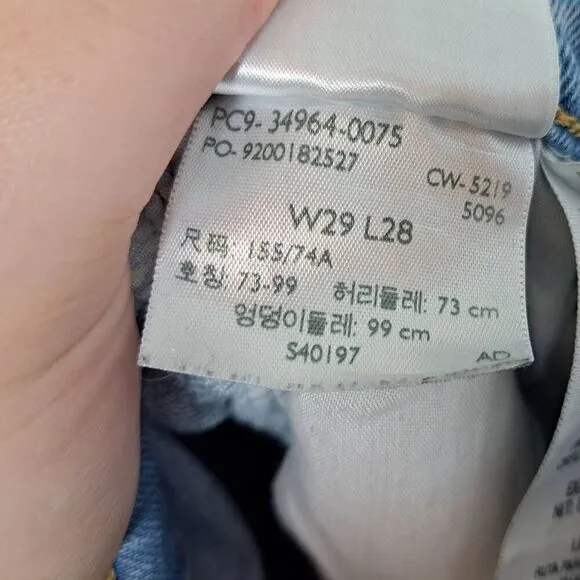 PC9-34964-0075
PO-9200182527
CW-5219
5096
W29 L28
尺码: 155/74A
호칭: 73-99 허리둘레: 73 cm
엉덩이둘레: 99 cm
S40197
AD